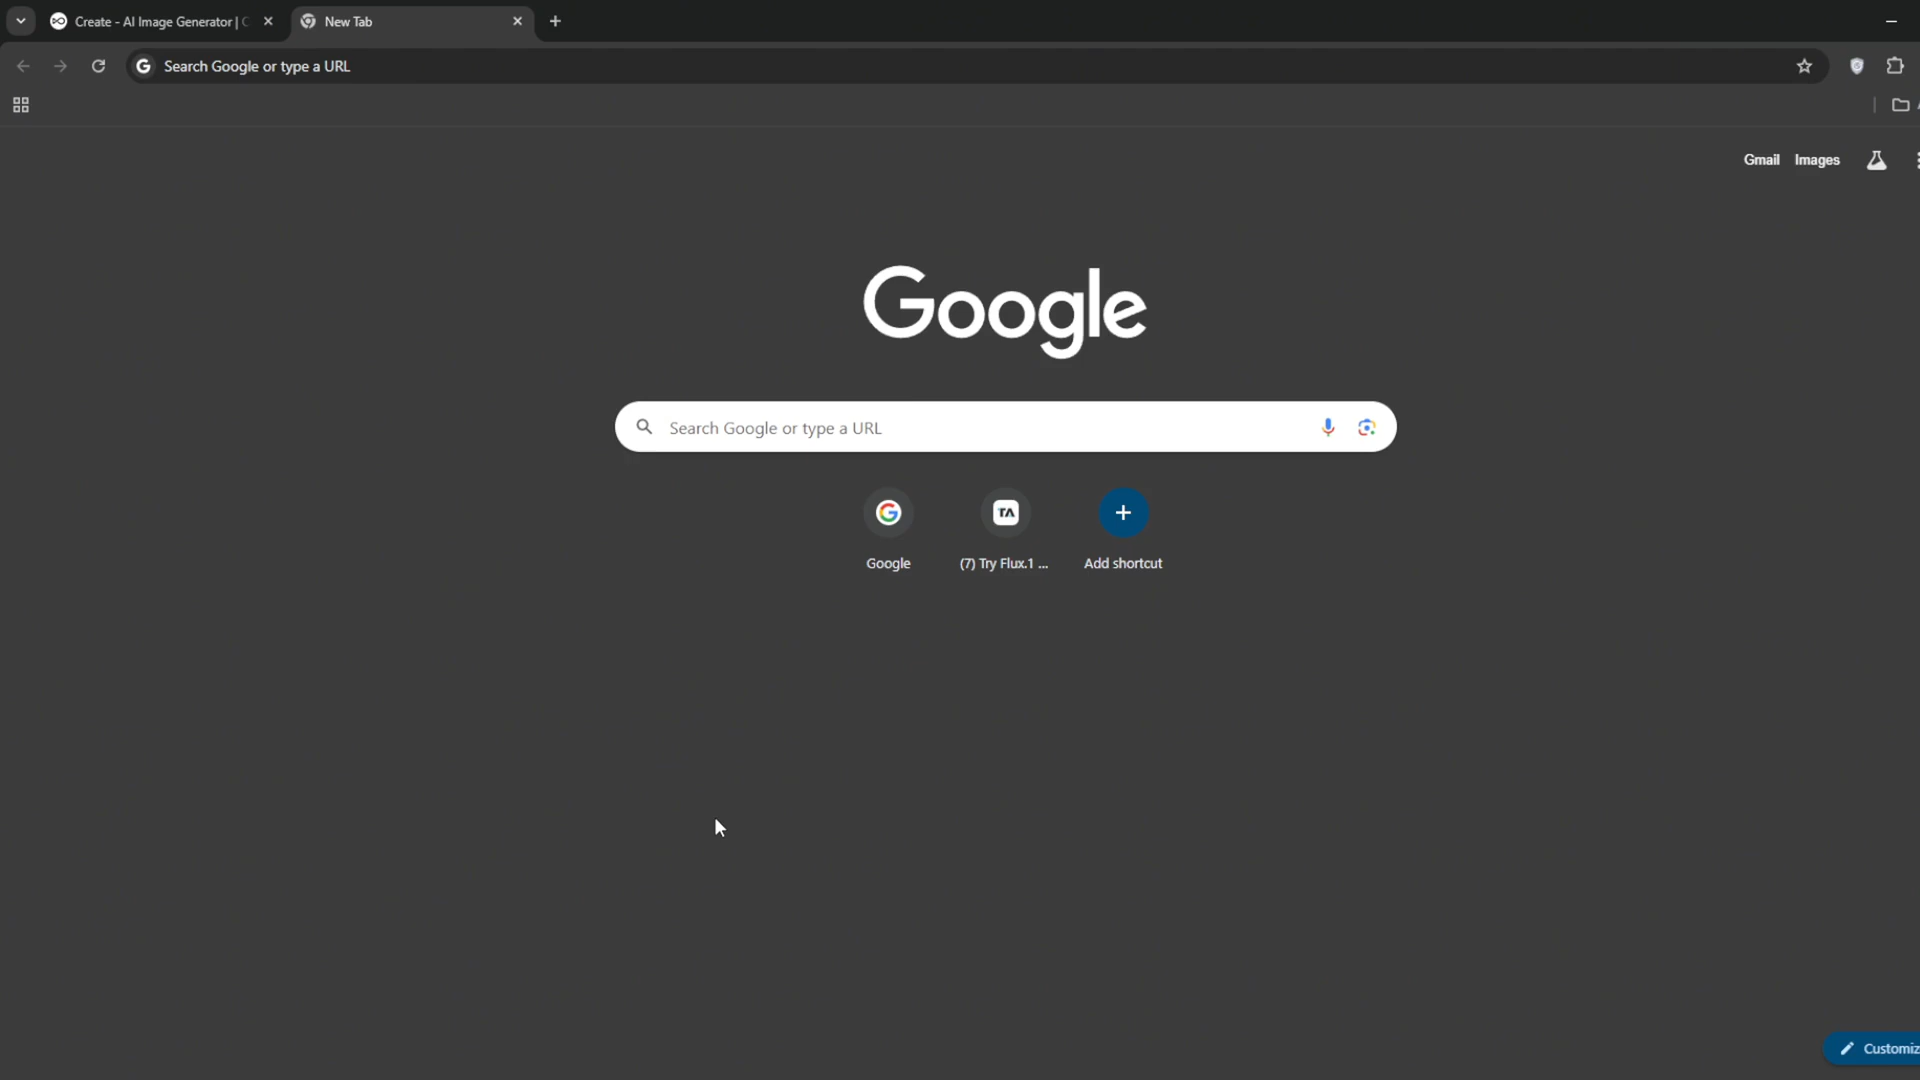 Create - AI Image Generator |
New Tab
Search Google or type a URL
Gmail
Images
Google
Search Google or type a URL
TA
Google
(7) Try Flux.1 ...
Add shortcut
Customiz